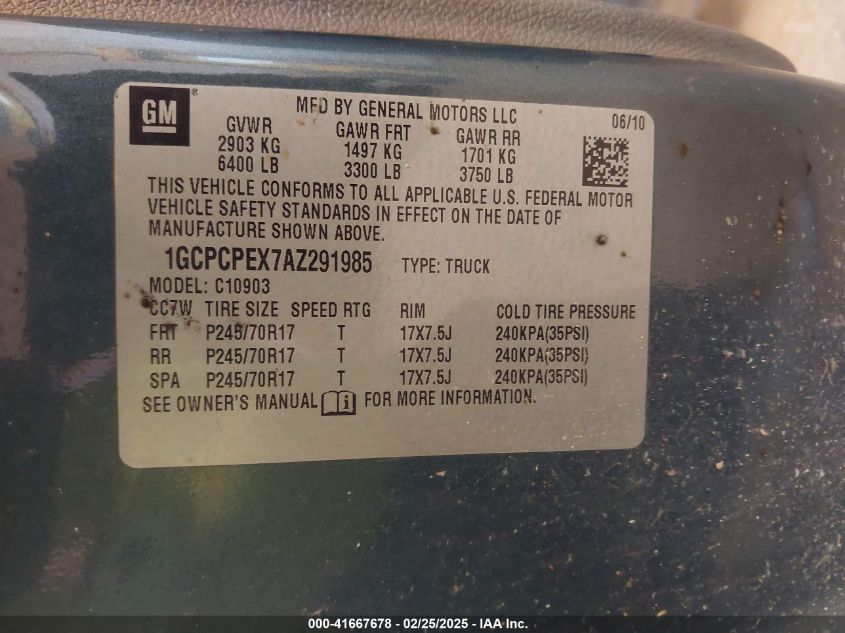 GM ® MFD BY GENERAL MOTORS LLC 06/10
GVWR GAWR FRT GAWR RR
2903 KG 1497 KG 1701 KG
6400 LB 3300 LB 3750 LB
THIS VEHICLE CONFORMS TO ALL APPLICABLE U.S. FEDERAL MOTOR
VEHICLE SAFETY STANDARDS IN EFFECT ON THE DATE OF
MANUFACTURE SHOWN ABOVE.
1GCPCPEX7AZ291985 TYPE: TRUCK
MODEL: C10903
CC7W TIRE SIZE SPEED RTG RIM COLD TIRE PRESSURE
FRT P245/70R17 T 17X7.5J 240KPA(35PSI)
RR P245/70R17 T 17X7.5J 240KPA(35PSI)
SPA P245/70R17 T 17X7.5J 240KPA(35PSI)
SEE OWNER'S MANUAL i FOR MORE INFORMATION.
000-41667678 - 02/25/2025 - IAA Inc.